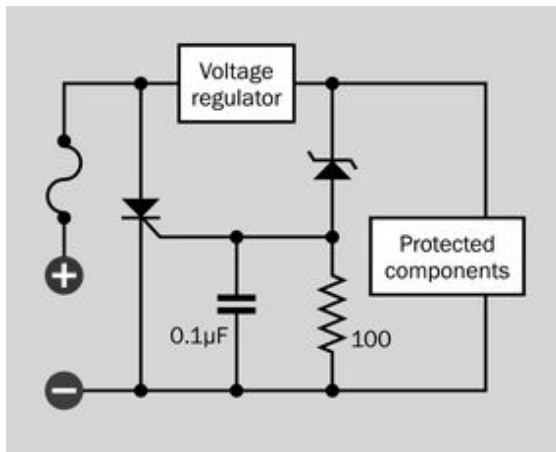 Voltage
regulator
Protected
components
0.1µF
100
+
−